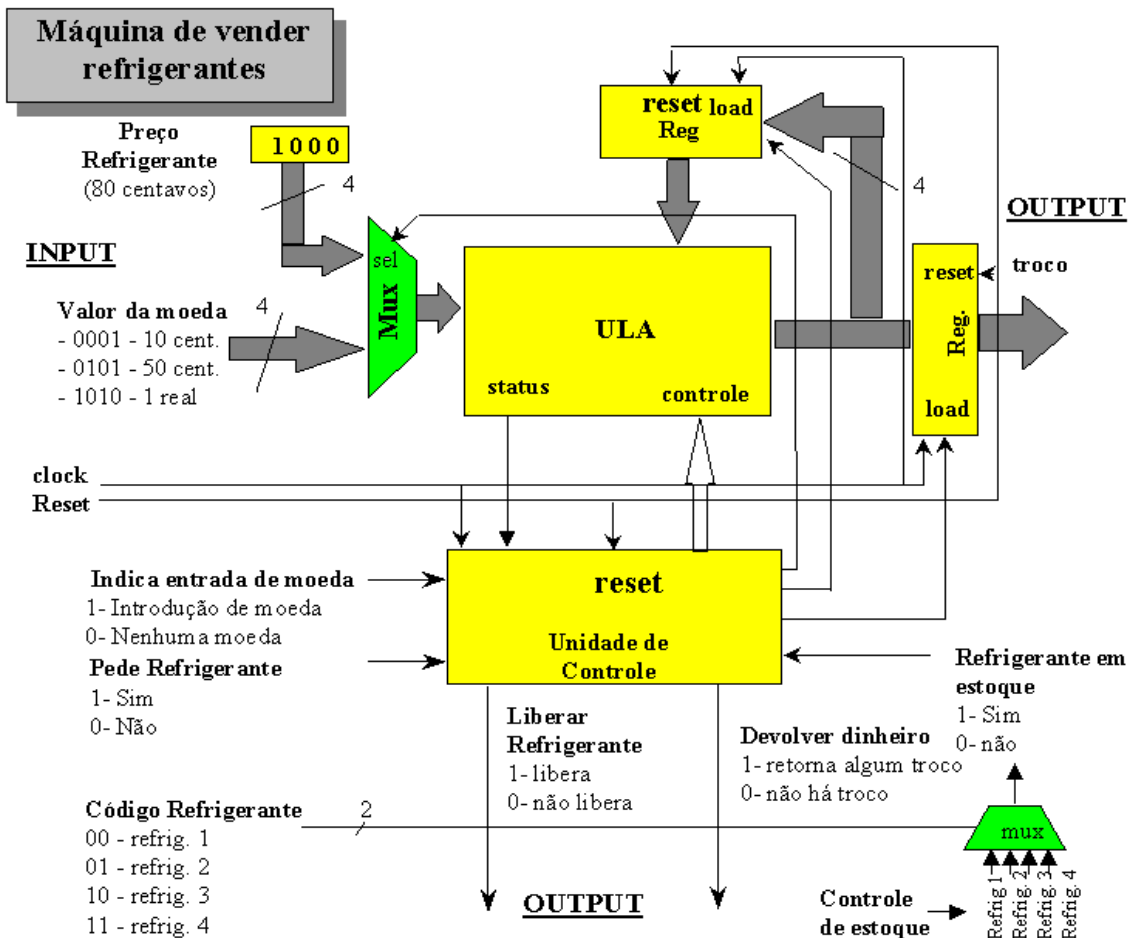 Máquina de vender
refrigerantes
Preço
Refrigerante
(80 centavos)
1000
4
reset load
Reg
4
OUTPUT
INPUT
sel
Mux
Valor da moeda
- 0001 - 10 cent.
- 0101 - 50 cent.
- 1010 - 1 real
4
ULA
status
controle
reset
Reg.
load
troco
clock
Reset
Indica entrada de moeda
1- Introdução de moeda
0- Nenhuma moeda
Pede Refrigerante
1- Sim
0- Não
reset
Unidade de
Controle
Refrigerante em
estoque
1- Sim
0- não
Liberar
Refrigerante
1- libera
0- não libera
Devolver dinheiro
1- retorna algum troco
0- não há troco
Código Refrigerante
00 - refrig. 1
01 - refrig. 2
10 - refrig. 3
11 - refrig. 4
2
mux
OUTPUT
Controle
de estoque
Refrig 1
Refrig. 2
Refrig. 3
Refrig. 4